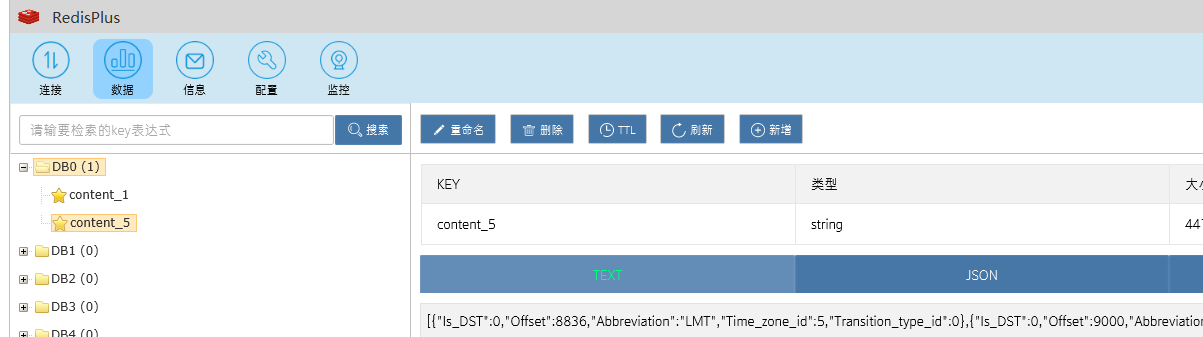 RedisPlus
连接 数据 信息 配置 监控
请输要检索的key表达式 搜索 重命名 删除 TTL 刷新 新增
DB0 (1)
content_1
content_5
DB1 (0)
DB2 (0)
DB3 (0)
DB4 (0)
KEY 类型 大小
content_5 string 447
TEXT JSON
[{"Is_DST":0,"Offset":8836,"Abbreviation":"LMT","Time_zone_id":5,"Transition_type_id":0},{"Is_DST":0,"Offset":9000,"Abbreviation